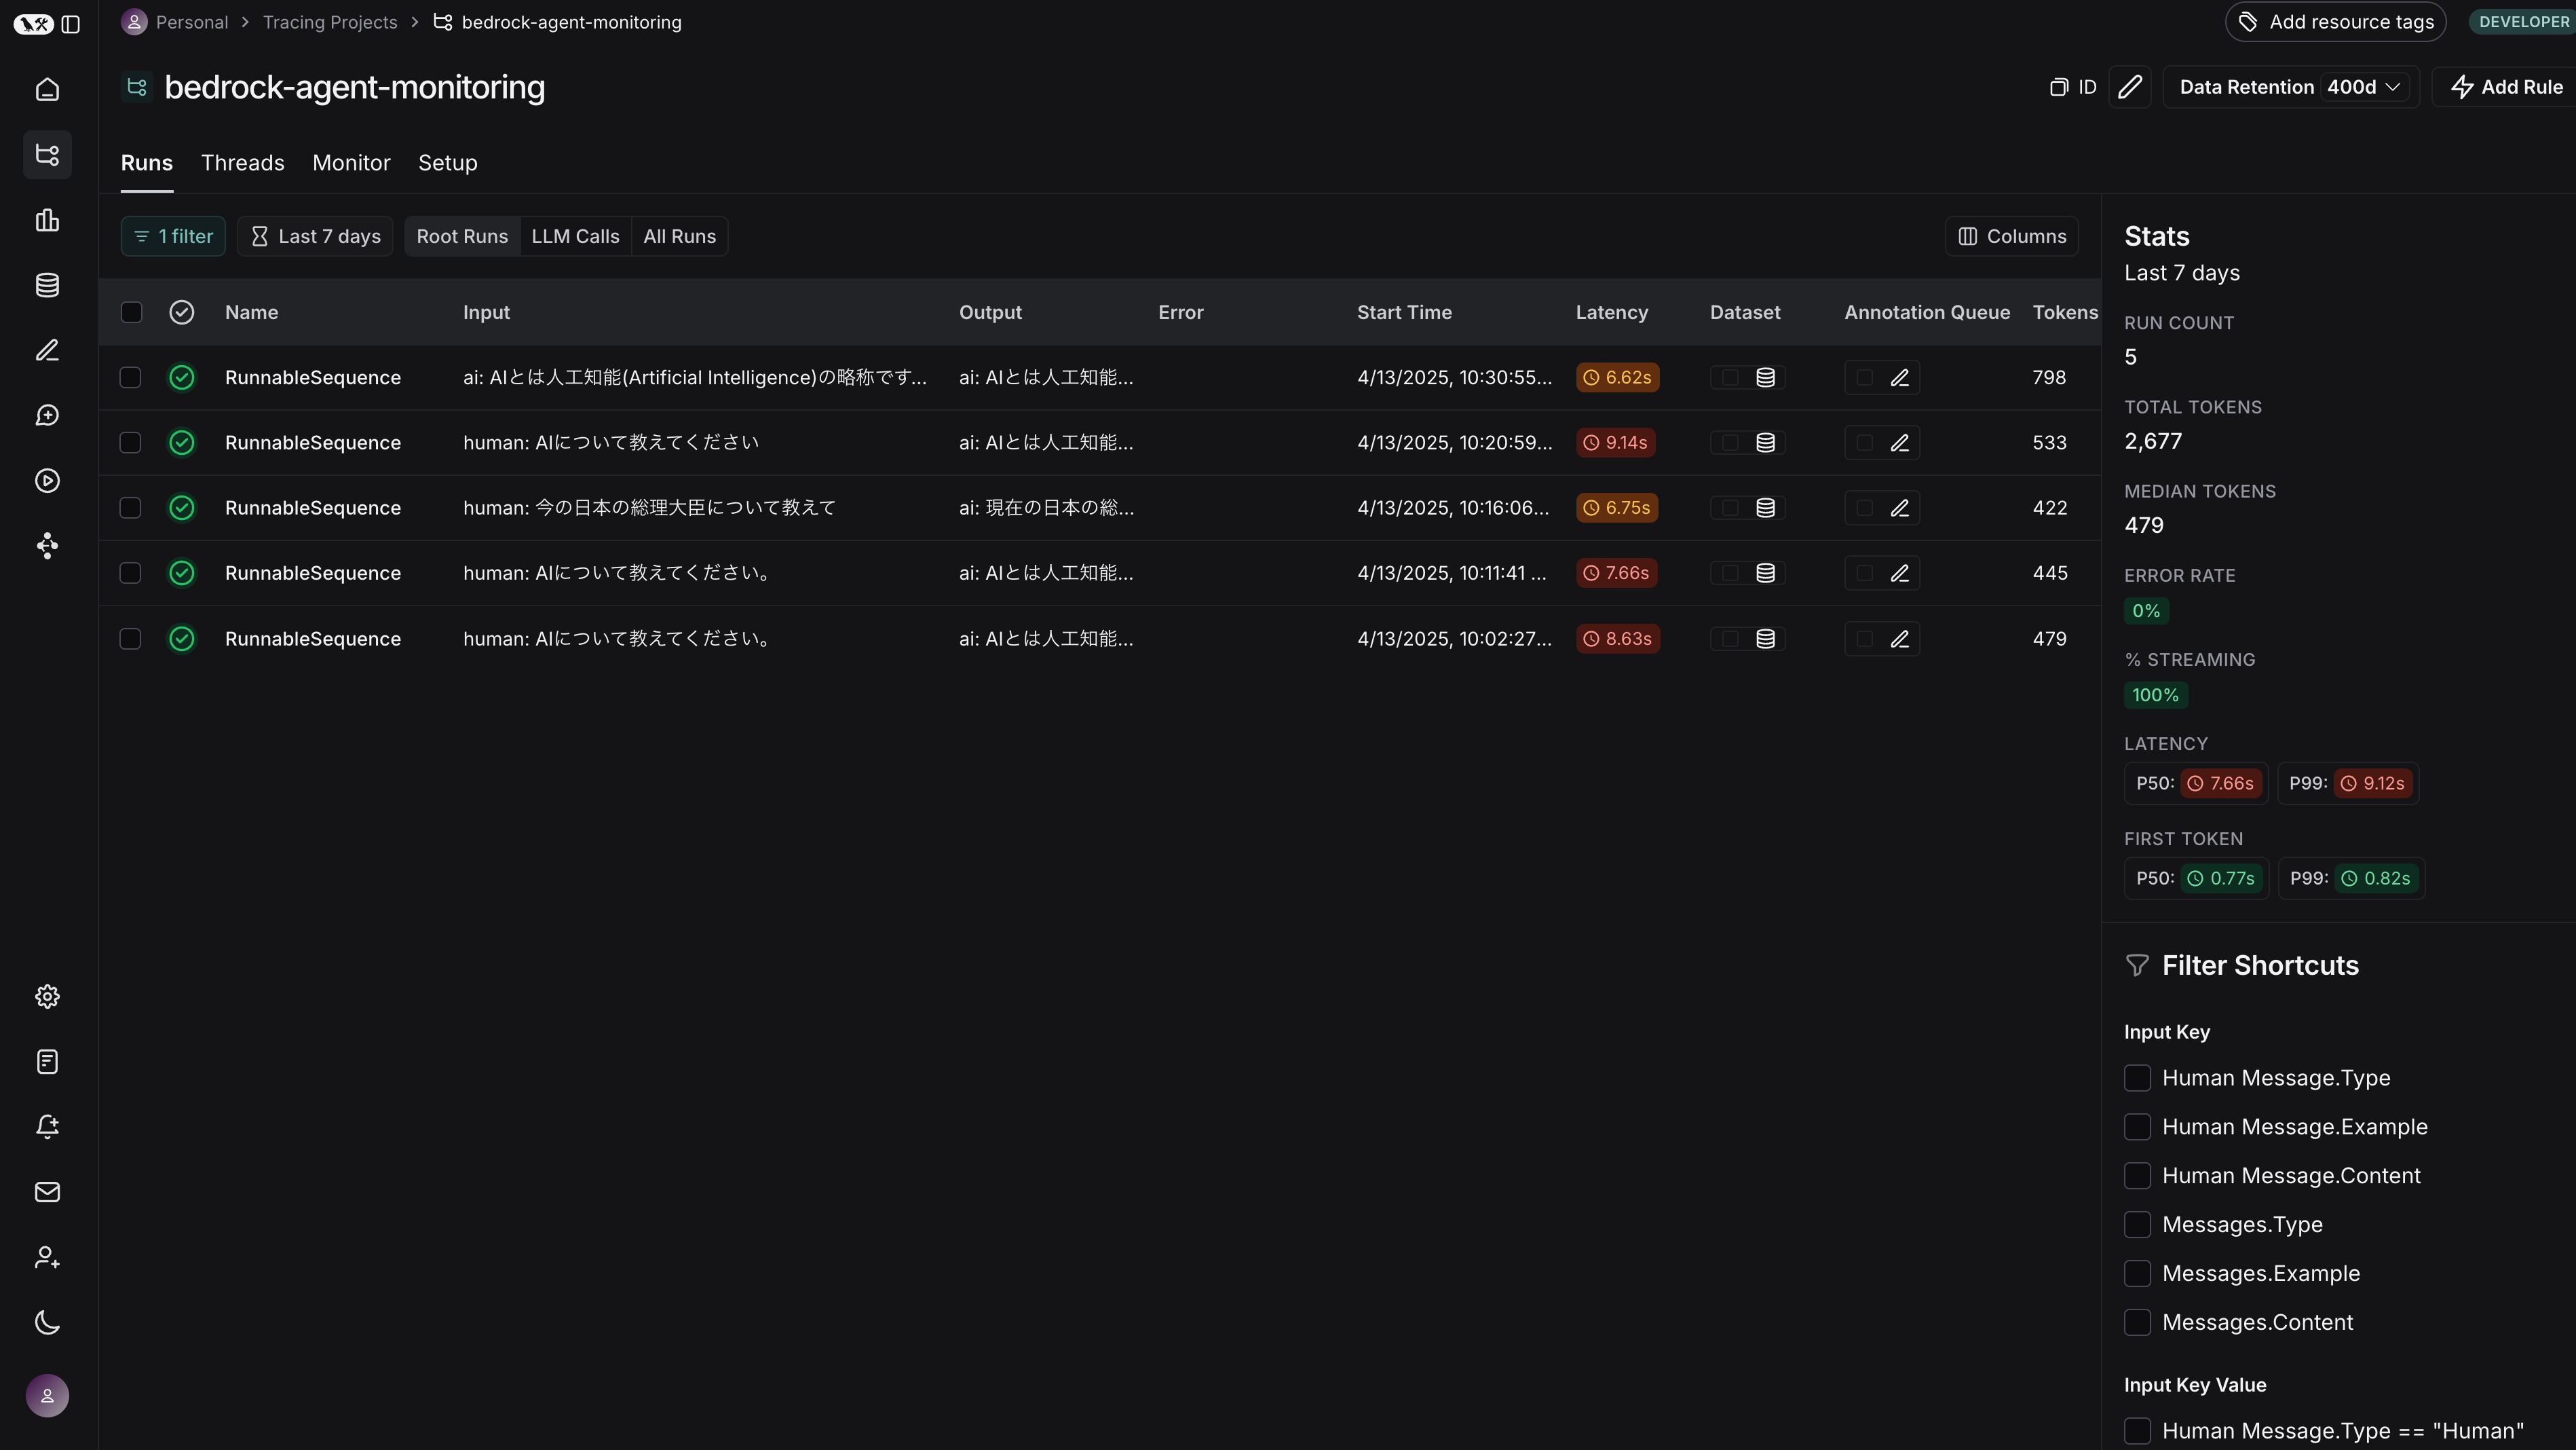 Personal > Tracing Projects > bedrock-agent-monitoring
Add resource tags
DEVELOPER
bedrock-agent-monitoring
ID
Data Retention 400d
Add Rule
Runs Threads Monitor Setup
1 filter Last 7 days Root Runs LLM Calls All Runs Columns
Name Input Output Error Start Time Latency Dataset Annotation Queue Tokens
RunnableSequence ai: AIとは人工知能(Artificial Intelligence)の略称です... ai: AIとは人工知能... 4/13/2025, 10:30:55... 6.62s 798
RunnableSequence human: AIについて教えてください ai: AIとは人工知能... 4/13/2025, 10:20:59... 9.14s 533
RunnableSequence human: 今の日本の総理大臣について教えて ai: 現在の日本の総... 4/13/2025, 10:16:06... 6.75s 422
RunnableSequence human: AIについて教えてください。 ai: AIとは人工知能... 4/13/2025, 10:11:41 ... 7.66s 445
RunnableSequence human: AIについて教えてください。 ai: AIとは人工知能... 4/13/2025, 10:02:27... 8.63s 479
Stats
Last 7 days
RUN COUNT
5
TOTAL TOKENS
2,677
MEDIAN TOKENS
479
ERROR RATE
0%
% STREAMING
100%
LATENCY
P50: 7.66s P99: 9.12s
FIRST TOKEN
P50: 0.77s P99: 0.82s
Filter Shortcuts
Input Key
Human Message.Type
Human Message.Example
Human Message.Content
Messages.Type
Messages.Example
Messages.Content
Input Key Value
Human Message.Type == "Human"